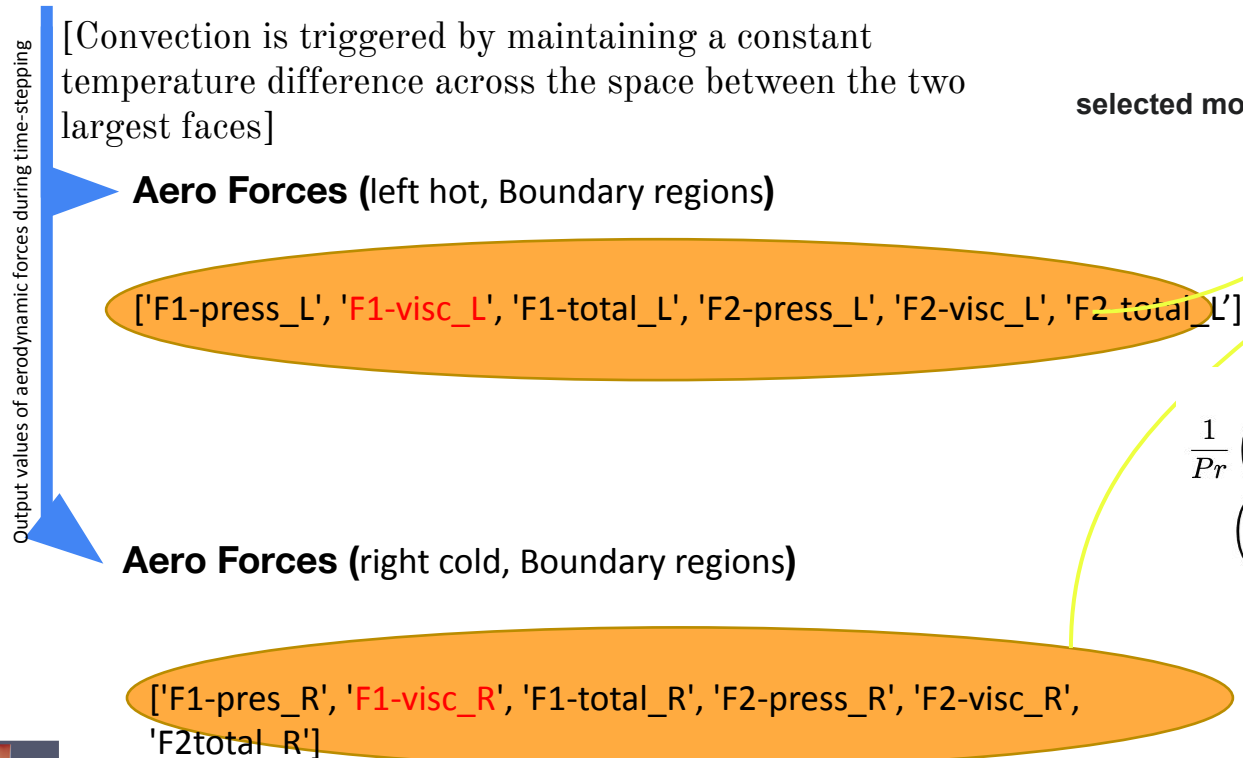 Output values of aerodynamic forces during time-stepping
[Convection is triggered by maintaining a constant
temperature difference across the space between the two
largest faces]
selected mo
Aero Forces (left hot, Boundary regions)
['F1-press_L', 'F1-visc_L', 'F1-total_L', 'F2-press_L', 'F2-visc_L', 'F2-total_L’]
1
Pr (
(
Aero Forces (right cold, Boundary regions)
['F1-pres_R', 'F1-visc_R', 'F1-total_R', 'F2-press_R', 'F2-visc_R',
'F2total_R']